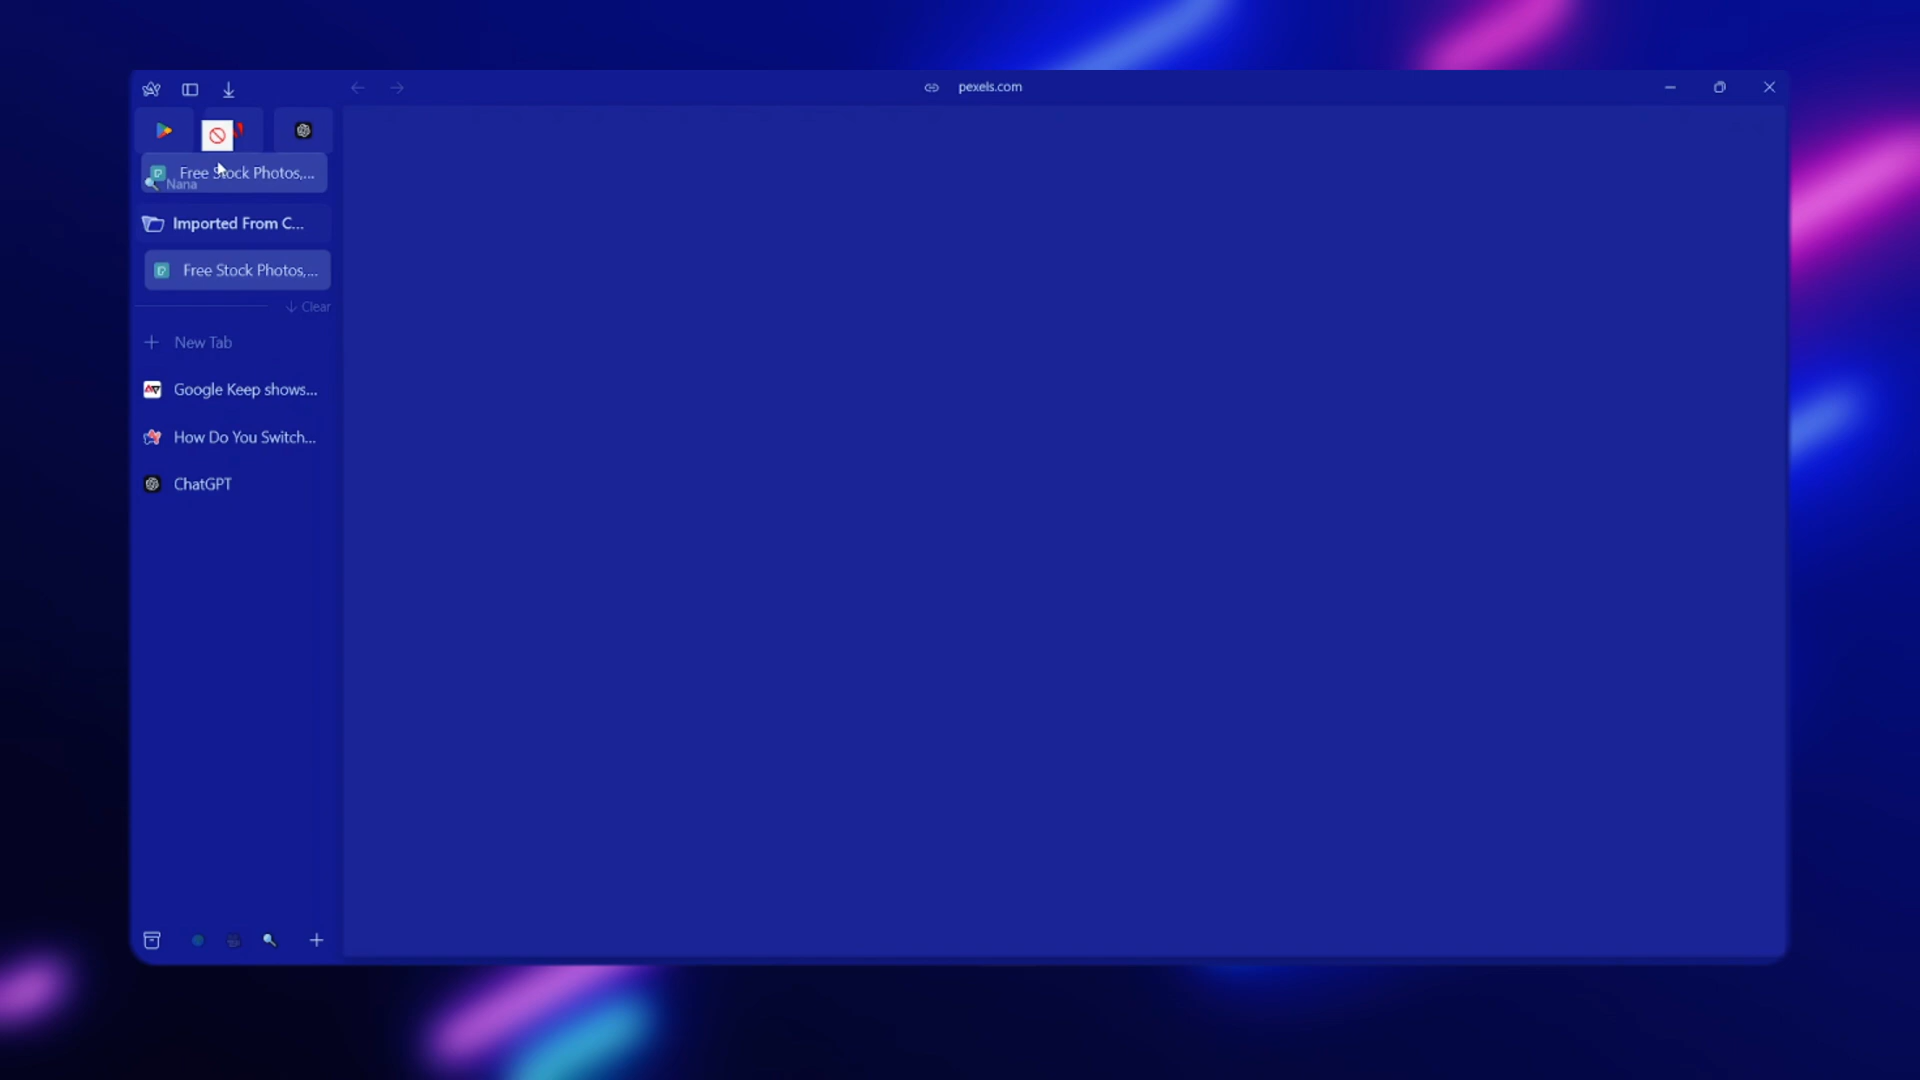 pexels.com
Free Stock Photos,...
Nana
Imported From C...
Free Stock Photos,...
Clear
New Tab
Google Keep shows...
How Do You Switch...
ChatGPT